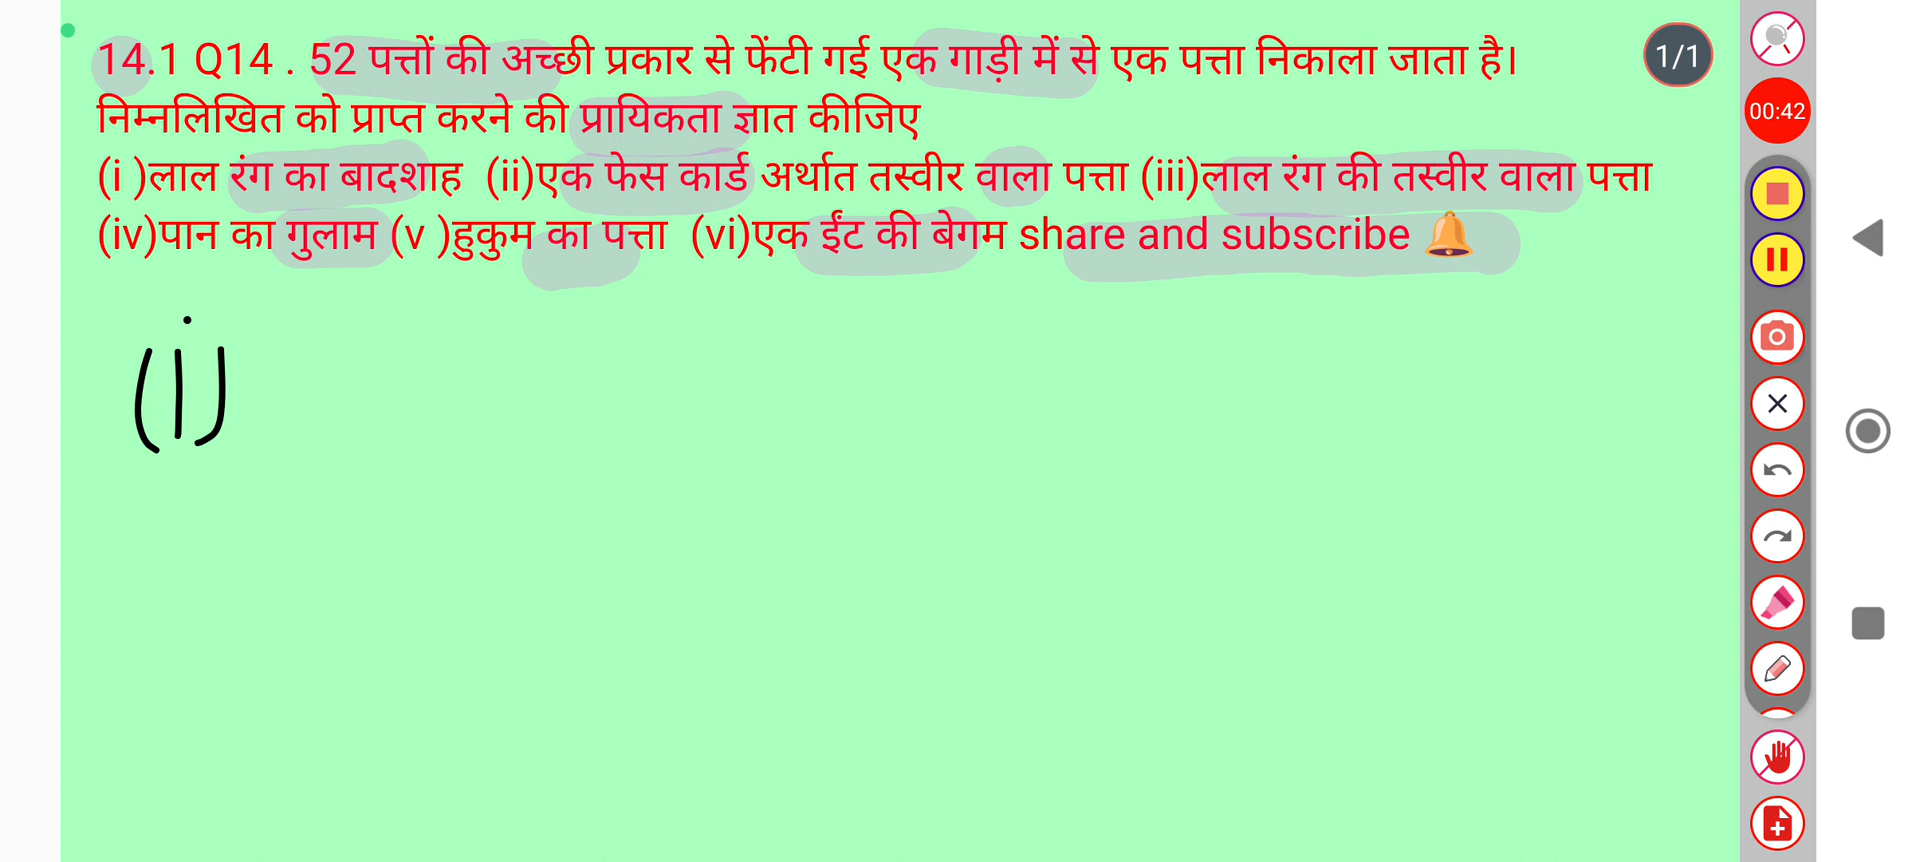 14.1 Q14 . 52 पत्तों की अच्छी प्रकार से फेंटी गई एक गाड़ी में से एक पत्ता निकाला जाता है।
निम्नलिखित को प्राप्त करने की प्रायिकता ज्ञात कीजिए
(i )लाल रंग का बादशाह (ii)एक फेस कार्ड अर्थात तस्वीर वाला पत्ता (iii)लाल रंग की तस्वीर वाला पत्ता
(iv)पान का गुलाम (v )हुकुम का पत्ता (vi)एक ईंट की बेगम share and subscribe 🔔
1/1
00:42
(i)